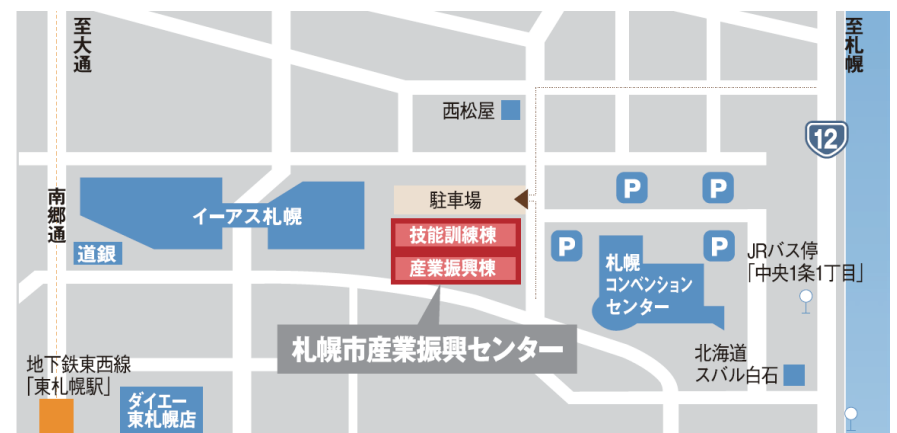 至大通
至札幌
西松屋
12
南郷通
イーアス札幌
駐車場
P
P
技能訓練棟
道銀
産業振興棟
P
P
札幌
コンベンション
センター
JRバス停
「中央1条1丁目」
札幌市産業振興センター
北海道
スバル白石
地下鉄東西線
「東札幌駅」
ダイエー
東札幌店